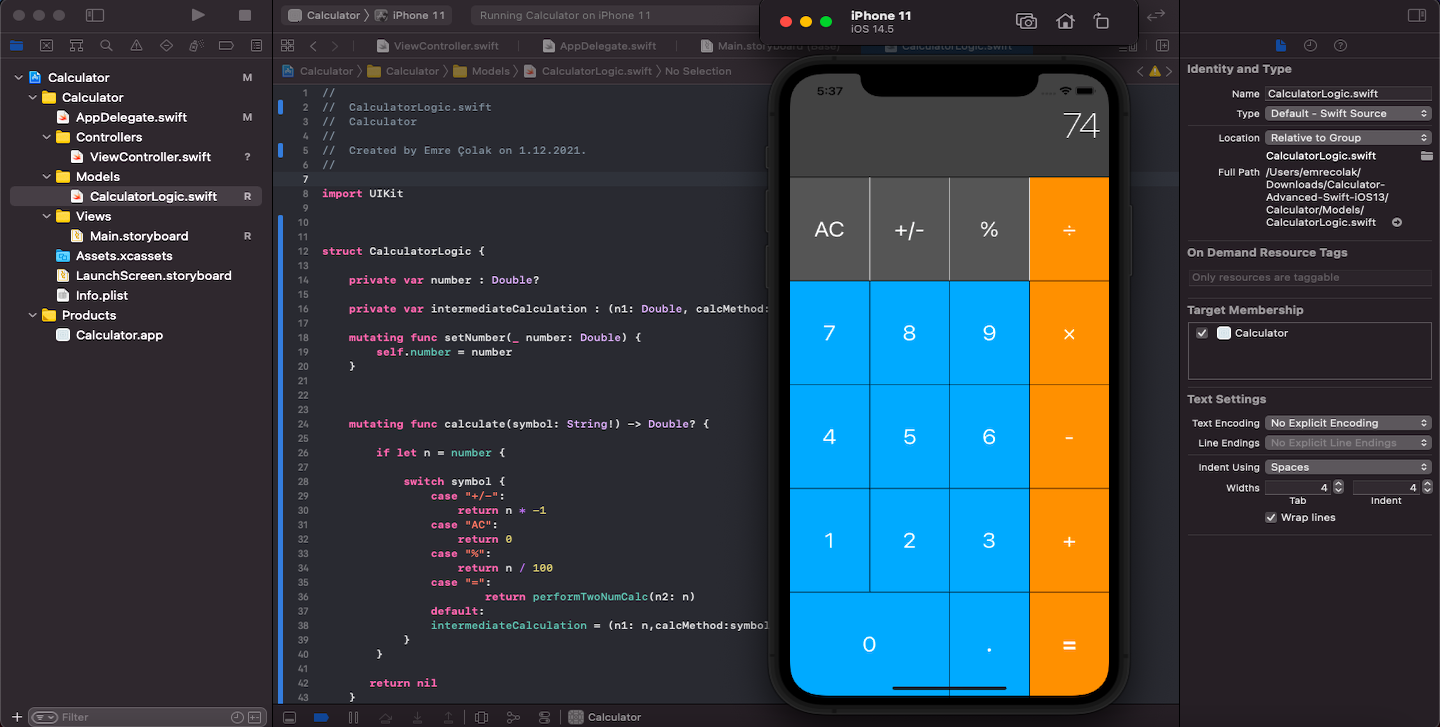 Calculator
iPhone 11
Running Calculator on iPhone 11
iPhone 11
iOS 14.5
ViewController.swift
AppDelegate.swift
Calculator
M
Calculator
AppDelegate.swift
M
Controllers
ViewController.swift
?
Models
CalculatorLogic.swift
R
Views
Main.storyboard
R
Assets.xcassets
LaunchScreen.storyboard
Info.plist
Products
Calculator.app
Filter
Calculator
Calculator
Models
CalculatorLogic.swift
No Selection
1 //
2 //  CalculatorLogic.swift
3 //  Calculator
4 //
5 //  Created by Emre Çolak on 1.12.2021.
6 //
7
8 import UIKit
9
10
11
12 struct CalculatorLogic {
13
14     private var number : Double?
15
16     private var intermediateCalculation : (n1: Double, calcMethod:
17
18     mutating func setNumber(_ number: Double) {
19         self.number = number
20     }
21
22
23
24     mutating func calculate(symbol: String!) -> Double? {
25
26         if let n = number {
27
28             switch symbol {
29                 case "+/-":
30                     return n * -1
31                 case "AC":
32                     return 0
33                 case "%":
34                     return n / 100
35                 case "=":
36                         return performTwoNumCalc(n2: n)
37                 default:
38                 intermediateCalculation = (n1: n,calcMethod:symbol
39             }
40         }
41
42        return nil
43     }
Calculator
5:37
74
AC
+/-
%
÷
7
8
9
×
4
5
6
-
1
2
3
+
0
.
=
Identity and Type
Name CalculatorLogic.swift
Type Default - Swift Source
Location Relative to Group
CalculatorLogic.swift
Full Path /Users/emrecolak/
Downloads/Calculator-
Advanced-Swift-iOS13/
Calculator/Models/
CalculatorLogic.swift
On Demand Resource Tags
Only resources are taggable
Target Membership
Calculator
Text Settings
Text Encoding No Explicit Encoding
Line Endings No Explicit Line Endings
Indent Using Spaces
Widths 4 4
Tab Indent
Wrap lines